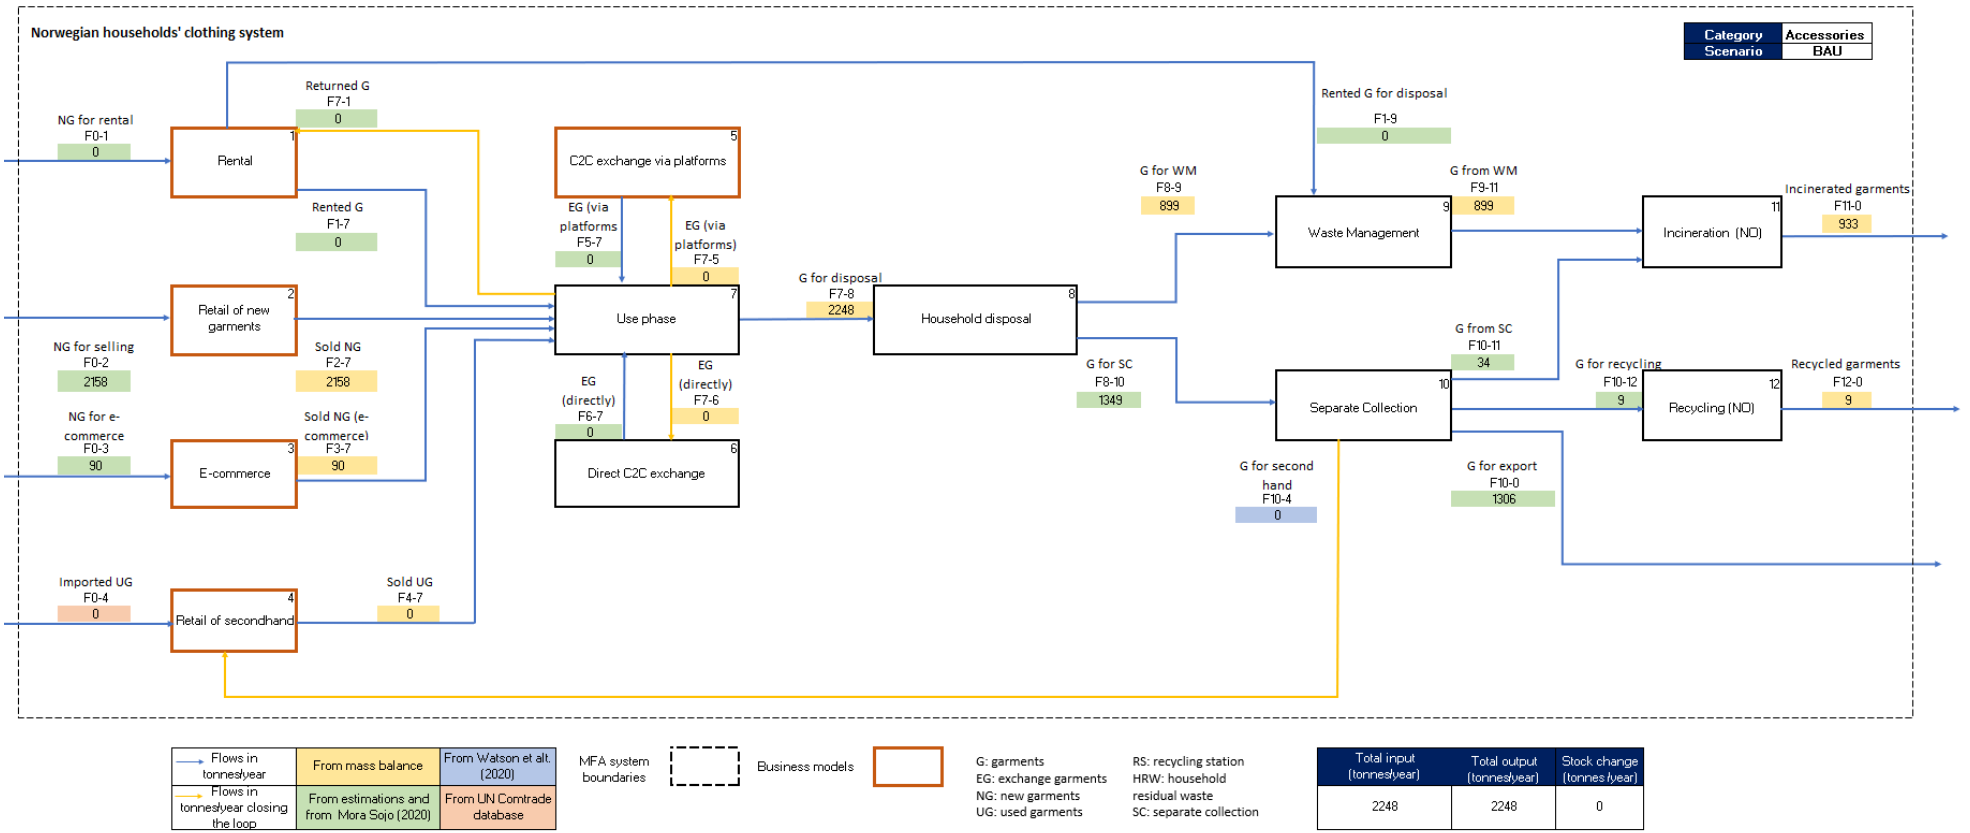 Norwegian households' clothing system
Category Accessories
Scenario BAU
Returned G
F7-1
0
NG for rental
F0-1
0
1
Rental
Rented G
F1-7
0
5
C2C exchange via platforms
EG (via
platforms
F5-7
0
EG (via
platforms)
F7-5
0
Rented G for disposal
F1-9
0
G for WM
F8-9
899
9
Waste Management
G from WM
F9-11
899
11
Incineration (NO)
Incinerated garments
F11-0
933
2
Retail of new
garments
NG for selling
F0-2
2158
Sold NG
F2-7
2158
7
Use phase
G for disposal
F7-8
2248
8
Household disposal
G for SC
F8-10
1349
EG
(directly)
F6-7
0
EG
(directly)
F7-6
0
6
Direct C2C exchange
NG for e-
commerce
F0-3
90
3
E-commerce
Sold NG (e-
commerce)
F3-7
90
10
Separate Collection
G from SC
F10-11
34
G for recycling
F10-12
9
12
Recycling (NO)
Recycled garments
F12-0
9
G for second
hand
F10-4
0
G for export
F10-0
1306
Imported UG
F0-4
0
4
Retail of secondhand
Sold UG
F4-7
0
Flows in
tonnes/year
From mass balance
From Watson et alt.
(2020)
Flows in
tonnes/year closing
the loop
From estimations and
from Mora Sojo (2020)
From UN Comtrade
database
MFA system
boundaries
Business models
G: garments
EG: exchange garments
NG: new garments
UG: used garments
RS: recycling station
HRW: household
residual waste
SC: separate collection
Total input
(tonnes/year)
Total output
(tonnes/year)
Stock change
(tonnes /year)
2248 2248 0